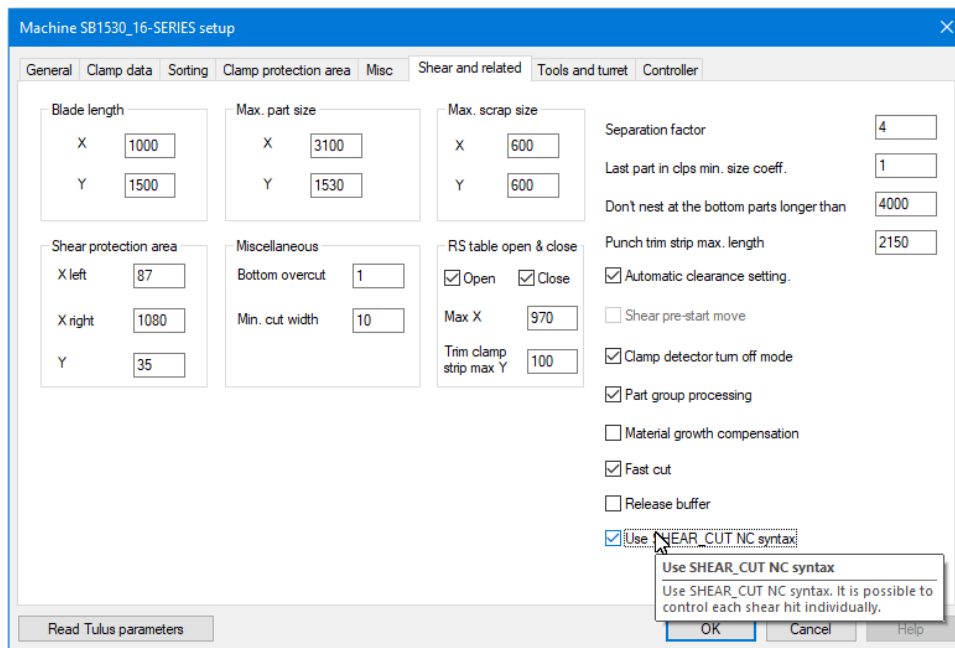 Machine SB1530_16-SERIES setup
General Clamp data Sorting Clamp protection area Misc Shear and related Tools and turret Controller
Blade length
X 1000
Y 1500
Max. part size
X 3100
Y 1530
Max. scrap size
X 600
Y 600
Shear protection area
X left 87
X right 1080
Y 35
Miscellaneous
Bottom overcut 1
Min. cut width 10
RS table open & close
Open Close
Max X 970
Trim clamp
strip max Y 100
Separation factor 4
Last part in clps min. size coeff. 1
Don't nest at the bottom parts longer than 4000
Punch trim strip max. length 2150
Automatic clearance setting.
Shear pre-start move
Clamp detector turn off mode
Part group processing
Material growth compensation
Fast cut
Release buffer
Use SHEAR_CUT NC syntax
Use SHEAR_CUT NC syntax
Use SHEAR_CUT NC syntax. It is possible to
control each shear hit individually.
Read Tulus parameters OK Cancel Help